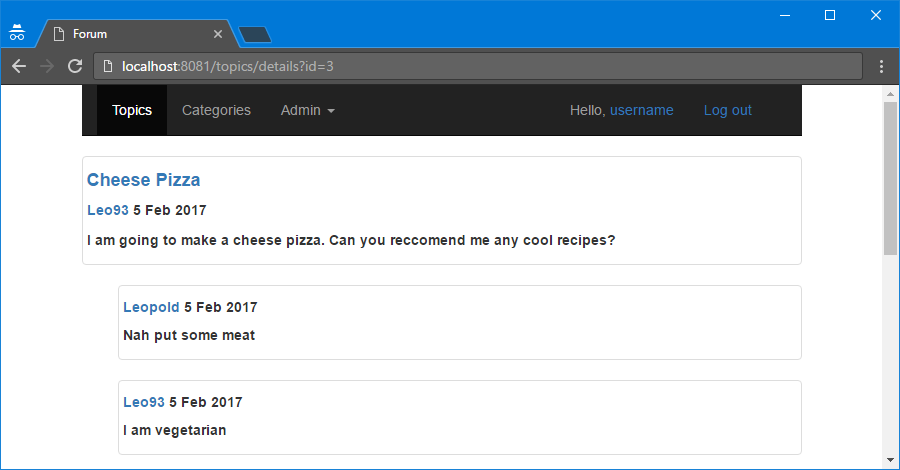 Forum
localhost:8081/topics/details?id=3
Topics Categories Admin Hello, username Log out
Cheese Pizza
Leo93 5 Feb 2017
I am going to make a cheese pizza. Can you reccomend me any cool recipes?
Leopold 5 Feb 2017
Nah put some meat
Leo93 5 Feb 2017
I am vegetarian